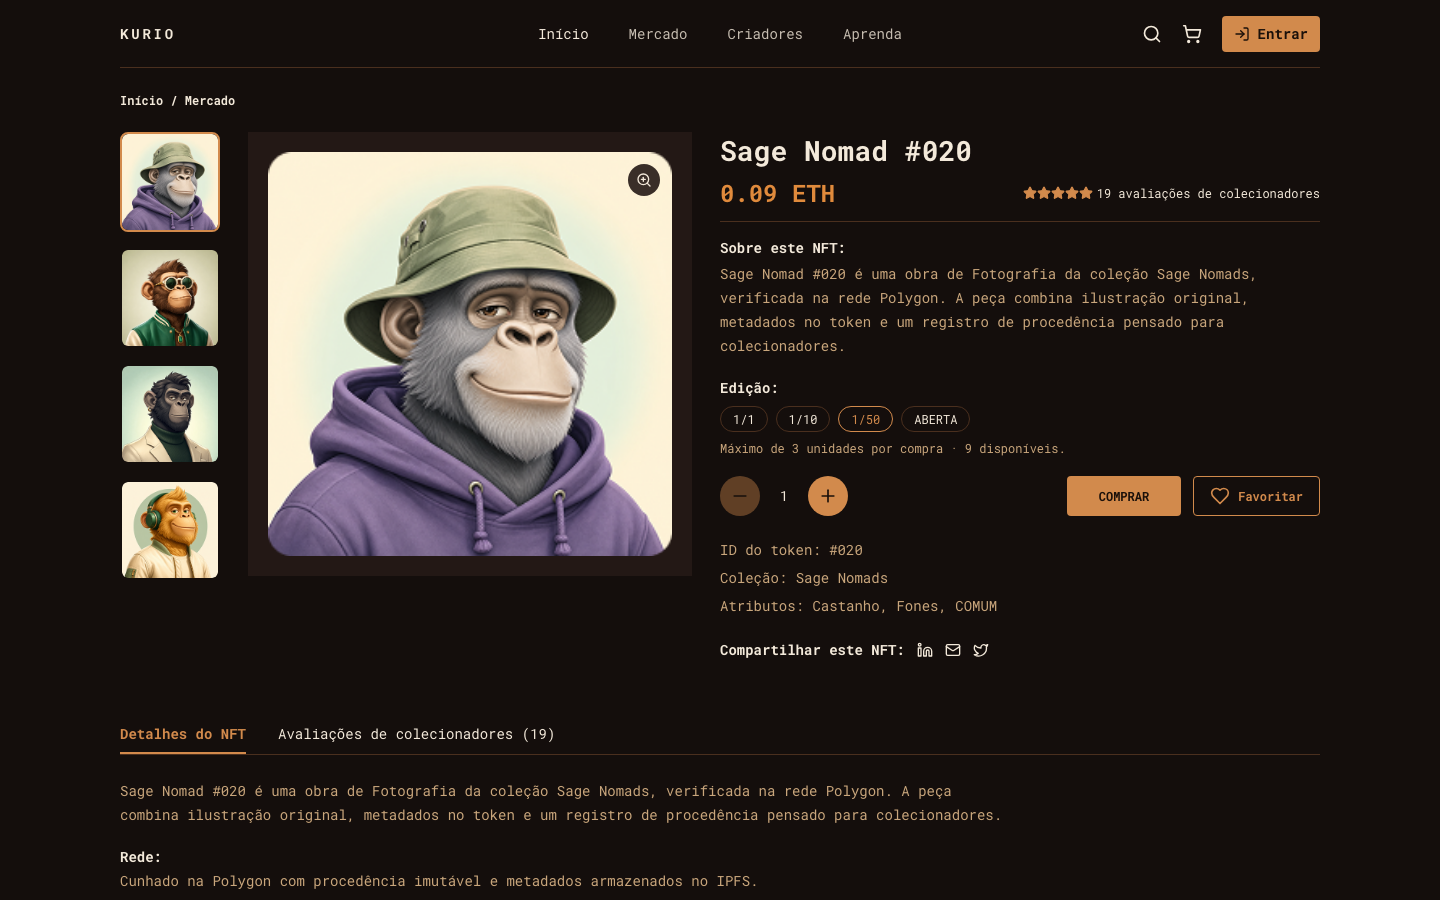 KURIO
Início
Mercado
Criadores
Aprenda
Entrar
Início / Mercado
Sage Nomad #020
0.09 ETH
19 avaliações de colecionadores
Sobre este NFT:
Sage Nomad #020 é uma obra de Fotografia da coleção Sage Nomads,
verificada na rede Polygon. A peça combina ilustração original,
metadados no token e um registro de procedência pensado para
colecionadores.
Edição:
1/1
1/10
1/50
ABERTA
Máximo de 3 unidades por compra · 9 disponíveis.
1
COMPRAR
Favoritar
ID do token: #020
Coleção: Sage Nomads
Atributos: Castanho, Fones, COMUM
Compartilhar este NFT:
Detalhes do NFT
Avaliações de colecionadores (19)
Sage Nomad #020 é uma obra de Fotografia da coleção Sage Nomads, verificada na rede Polygon. A peça
combina ilustração original, metadados no token e um registro de procedência pensado para colecionadores.
Rede:
Cunhado na Polygon com procedência imutável e metadados armazenados no IPFS.